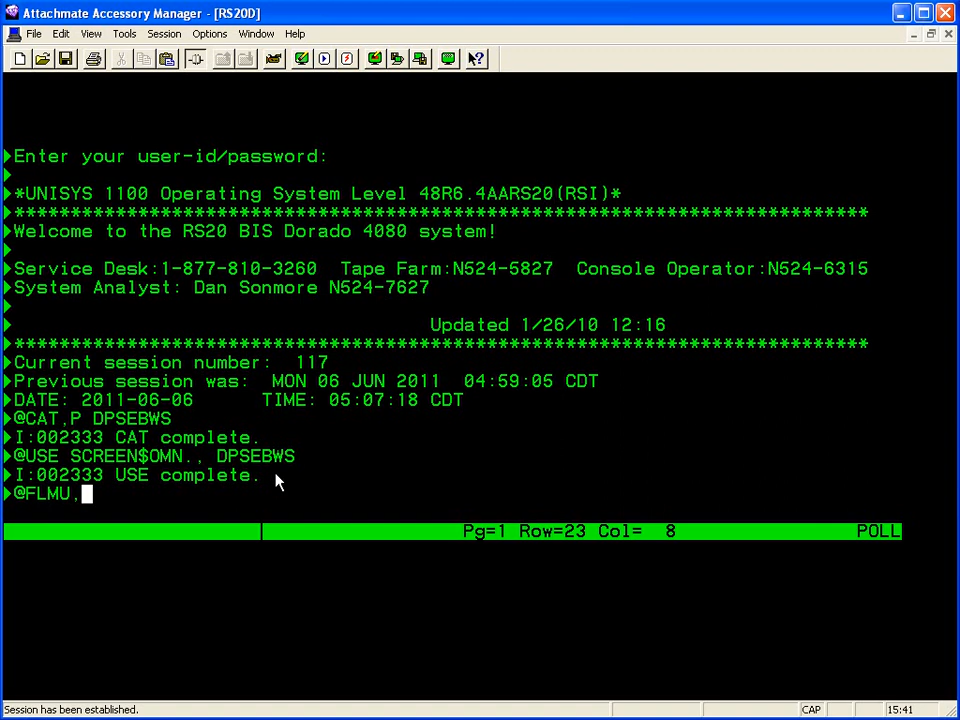 Attachmate Accessory Manager - [RS20D]
File Edit View Tools Session Options Window Help
Enter your user-id/password:
*UNISYS 1100 Operating System Level 48R6.4AARS20(RSI)*
****************************************************************************
Welcome to the RS20 BIS Dorado 4080 system!
Service Desk:1-877-810-3260 Tape Farm:N524-5827 Console Operator:N524-6315
System Analyst: Dan Sonmore N524-7627
Updated 1/26/10 12:16
****************************************************************************
Current session number: 117
Previous session was: MON 06 JUN 2011 04:59:05 CDT
DATE: 2011-06-06 TIME: 05:07:18 CDT
@CAT,P DPSEBWS
I:002333 CAT complete.
@USE SCREEN$OMN., DPSEBWS
I:002333 USE complete.
@FLMU,
Pg=1 Row=23 Col= 8 POLL
Session has been established. CAP 15:41